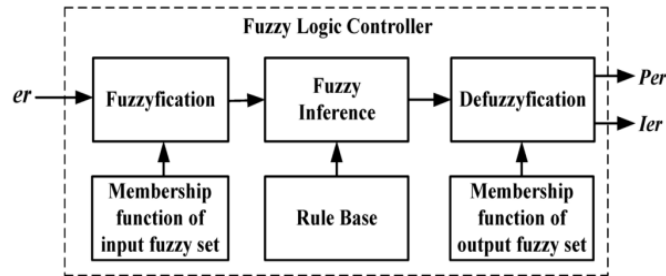 Fuzzy Logic Controller
er
Fuzzyfication
Fuzzy
Inference
Defuzzyfication
Per
Ier
Membership
function of
input fuzzy set
Rule Base
Membership
function of
output fuzzy set